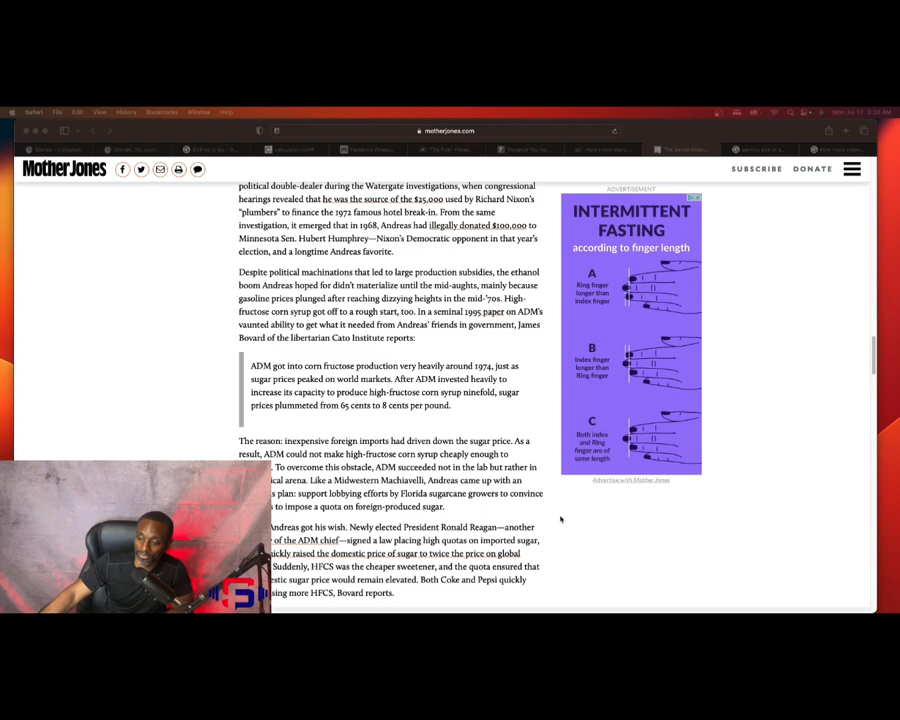 Safari File Edit View History Bookmarks Window Help
Mon Jul 17 2:22 AM
motherjones.com
MotherJones
SUBSCRIBE DONATE
political double-dealer during the Watergate investigations, when congressional
hearings revealed that he was the source of the $25,000 used by Richard Nixon's
"plumbers" to finance the 1972 famous hotel break-in. From the same
investigation, it emerged that in 1968, Andreas had illegally donated $100,000 to
Minnesota Sen. Hubert Humphrey—Nixon's Democratic opponent in that year's
election, and a longtime Andreas favorite.
Despite political machinations that led to large production subsidies, the ethanol
boom Andreas hoped for didn't materialize until the mid-aughts, mainly because
gasoline prices plunged after reaching dizzying heights in the mid-'70s. High-
fructose corn syrup got off to a rough start, too. In a seminal 1995 paper on ADM's
vaunted ability to get what it needed from Andreas' friends in government, James
Bovard of the libertarian Cato Institute reports:
ADM got into corn fructose production very heavily around 1974, just as
sugar prices peaked on world markets. After ADM invested heavily to
increase its capacity to produce high-fructose corn syrup ninefold, sugar
prices plummeted from 65 cents to 8 cents per pound.
The reason: inexpensive foreign imports had driven down the sugar price. As a
result, ADM could not make high-fructose corn syrup cheaply enough to
To overcome this obstacle, ADM succeeded not in the lab but rather in
ical arena. Like a Midwestern Machiavelli, Andreas came up with an
s plan: support lobbying efforts by Florida sugarcane growers to convince
s to impose a quota on foreign-produced sugar.
Andreas got his wish. Newly elected President Ronald Reagan—another
of the ADM chief—signed a law placing high quotas on imported sugar,
uickly raised the domestic price of sugar to twice the price on global
Suddenly, HFCS was the cheaper sweetener, and the quota ensured that
estic sugar price would remain elevated. Both Coke and Pepsi quickly
sing more HFCS, Bovard reports.
ADVERTISEMENT
INTERMITTENT
FASTING
according to finger length
A
Ring finger
longer than
index finger
B
Index finger
longer than
Ring finger
C
Both index
and Ring
finger are of
same length
Advertise with Mother Jones